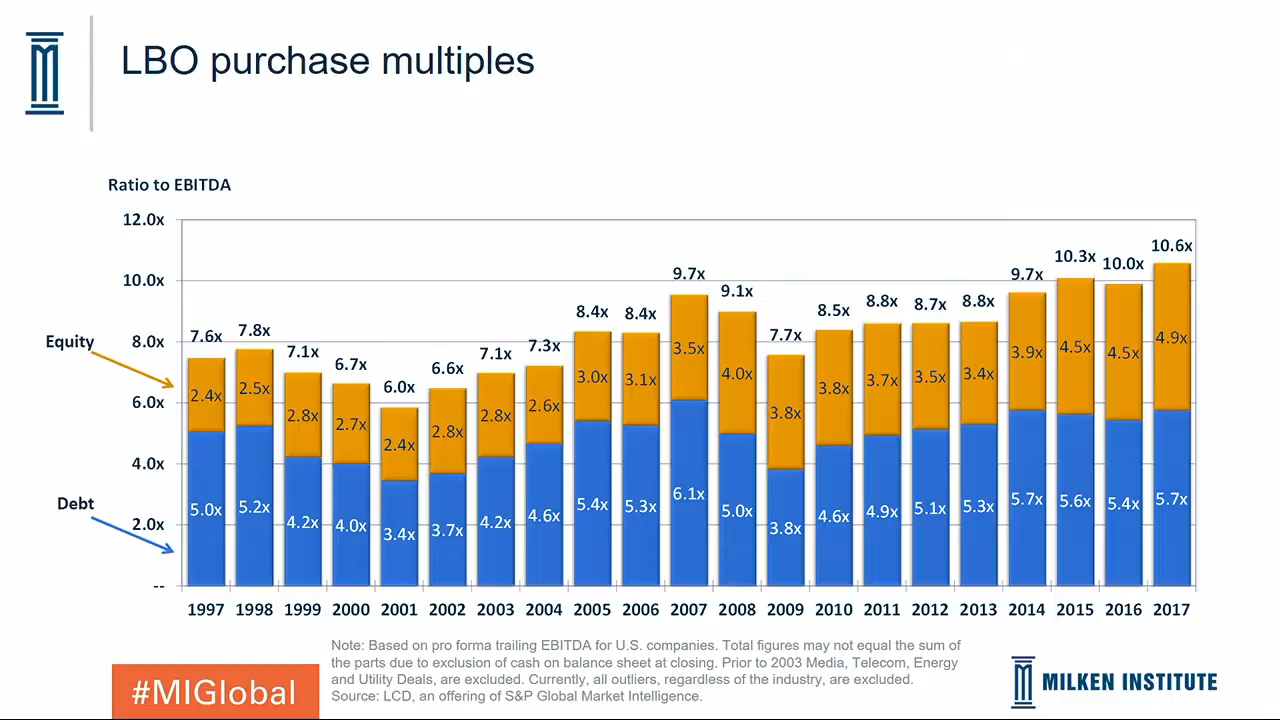 LBO purchase multiples
Ratio to EBITDA
12.0x
10.0x
8.0x
6.0x
4.0x
2.0x
--
Equity
Debt
7.6x 7.8x 7.1x 6.7x 6.0x 6.6x 7.1x 7.3x 8.4x 8.4x 9.7x 9.1x 7.7x 8.5x 8.8x 8.7x 8.8x 9.7x 10.3x 10.0x 10.6x
2.4x 2.5x 2.8x 2.7x 2.4x 2.8x 2.8x 2.6x 3.0x 3.1x 3.5x 4.0x 3.8x 3.8x 3.7x 3.5x 3.4x 3.9x 4.5x 4.5x 4.9x
5.0x 5.2x 4.2x 4.0x 3.4x 3.7x 4.2x 4.6x 5.4x 5.3x 6.1x 5.0x 3.8x 4.6x 4.9x 5.1x 5.3x 5.7x 5.6x 5.4x 5.7x
1997 1998 1999 2000 2001 2002 2003 2004 2005 2006 2007 2008 2009 2010 2011 2012 2013 2014 2015 2016 2017
Note: Based on pro forma trailing EBITDA for U.S. companies. Total figures may not equal the sum of
the parts due to exclusion of cash on balance sheet at closing. Prior to 2003 Media, Telecom, Energy
and Utility Deals, are excluded. Currently, all outliers, regardless of the industry, are excluded.
Source: LCD, an offering of S&P Global Market Intelligence.
#MIGlobal
MILKEN INSTITUTE